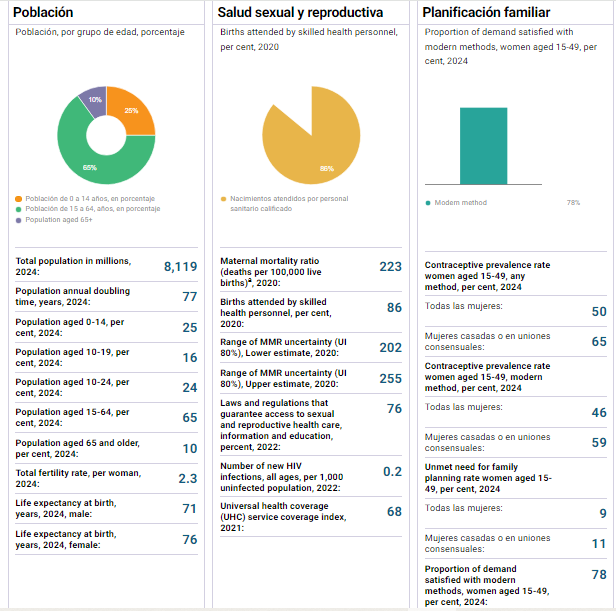 Población
Población, por grupo de edad, porcentaje
10%
25%
65%
Población de 0 a 14 años, en porcentaje
Población de 15 a 64, años, en porcentaje
Population aged 65+
Total population in millions,
2024:
8,119
Population annual doubling
time, years, 2024:
77
Population aged 0-14, per
cent, 2024:
25
Population aged 10-19, per
cent, 2024:
16
Population aged 10-24, per
cent, 2024:
24
Population aged 15-64, per
cent, 2024:
65
Population aged 65 and older,
per cent, 2024:
10
Total fertility rate, per woman,
2024:
2.3
Life expectancy at birth,
years, 2024, male:
71
Life expectancy at birth,
years, 2024, female:
76
Salud sexual y reproductiva
Births attended by skilled health personnel,
per cent, 2020
86%
Nacimientos atendidos por personal
sanitario calificado
Maternal mortality ratio
(deaths per 100,000 live
births)ª, 2020:
223
Births attended by skilled
health personnel, per cent,
2020:
86
Range of MMR uncertainty (UI
80%), Lower estimate, 2020:
202
Range of MMR uncertainty (UI
80%), Upper estimate, 2020:
255
Laws and regulations that
guarantee access to sexual
and reproductive health care,
information and education,
percent, 2022:
76
Number of new HIV
infections, all ages, per 1,000
uninfected population, 2022:
0.2
Universal health coverage
(UHC) service coverage index,
2021:
68
Planificación familiar
Proportion of demand satisfied with
modern methods, women aged 15-49, per
cent, 2024
Modern method
78%
Contraceptive prevalence rate
women aged 15-49, any
method, per cent, 2024
Todas las mujeres:
50
Mujeres casadas o en uniones
consensuales:
65
Contraceptive prevalence rate
women aged 15-49, modern
method, per cent, 2024
Todas las mujeres:
46
Mujeres casadas o en uniones
consensuales:
59
Unmet need for family
planning rate women aged 15-
49, per cent, 2024
Todas las mujeres:
9
Mujeres casadas o en uniones
consensuales:
11
Proportion of demand
satisfied with modern
methods, women aged 15-49,
per cent, 2024:
78